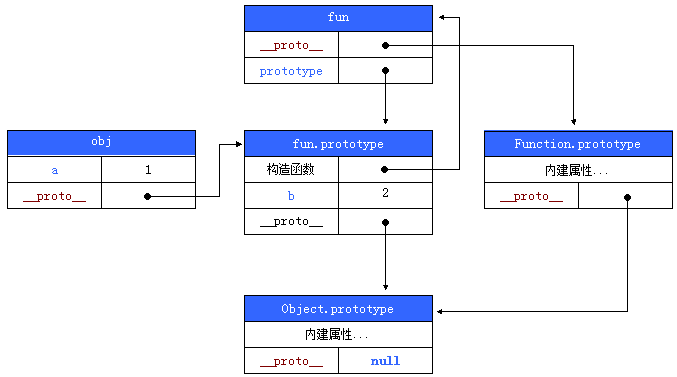 fun
__proto__
prototype
obj
a 1
__proto__
fun.prototype
构造函数
b 2
__proto__
Function.prototype
内建属性...
__proto__
Object.prototype
内建属性...
__proto__ null